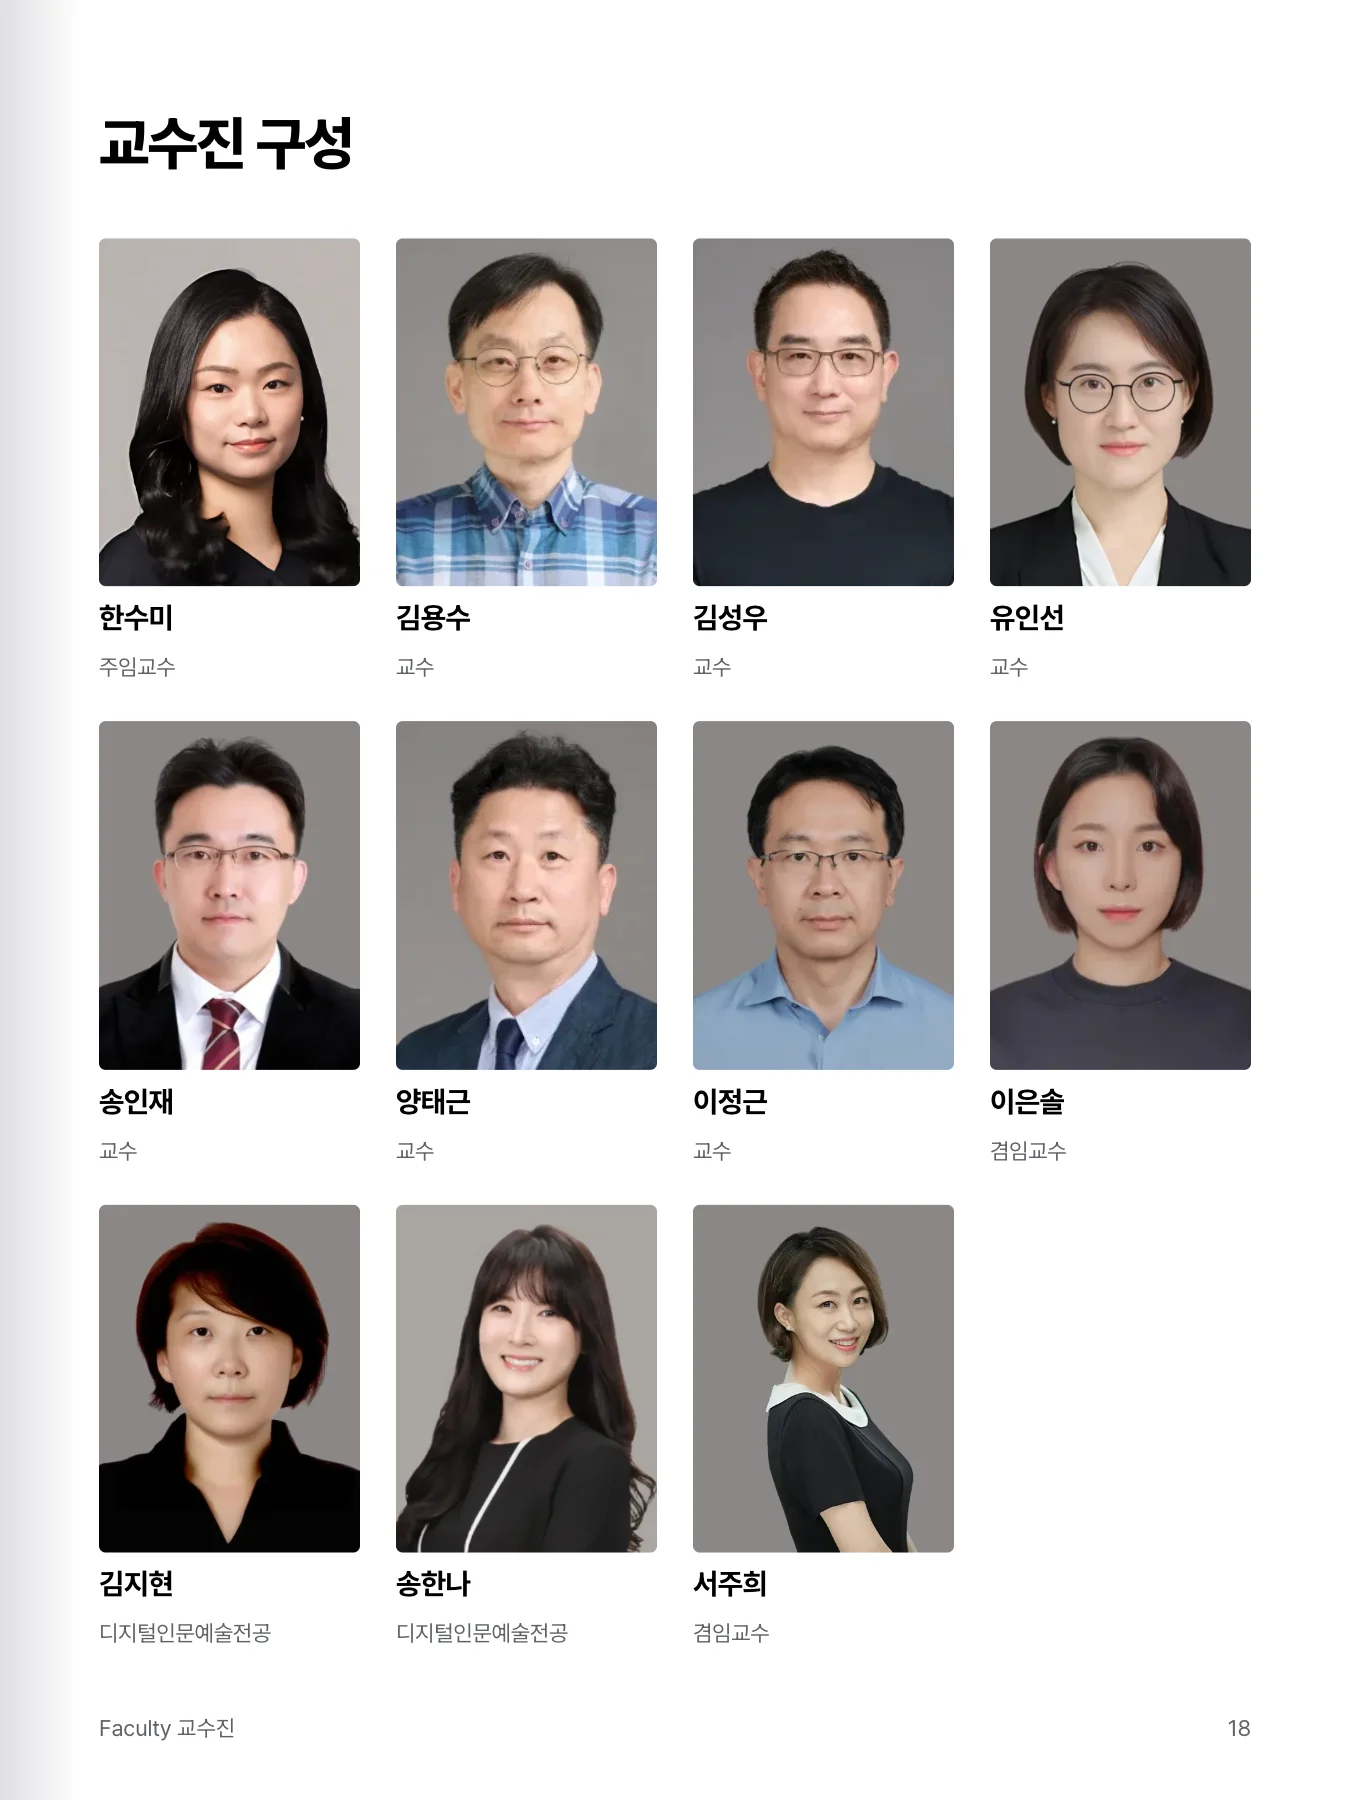 교수진 구성
한수미
주임교수
김용수
교수
김성우
교수
유인선
교수
송인재
교수
양태근
교수
이정근
교수
이은솔
겸임교수
김지현
디지털인문예술전공
송한나
디지털인문예술전공
서주희
겸임교수
Faculty 교수진
18